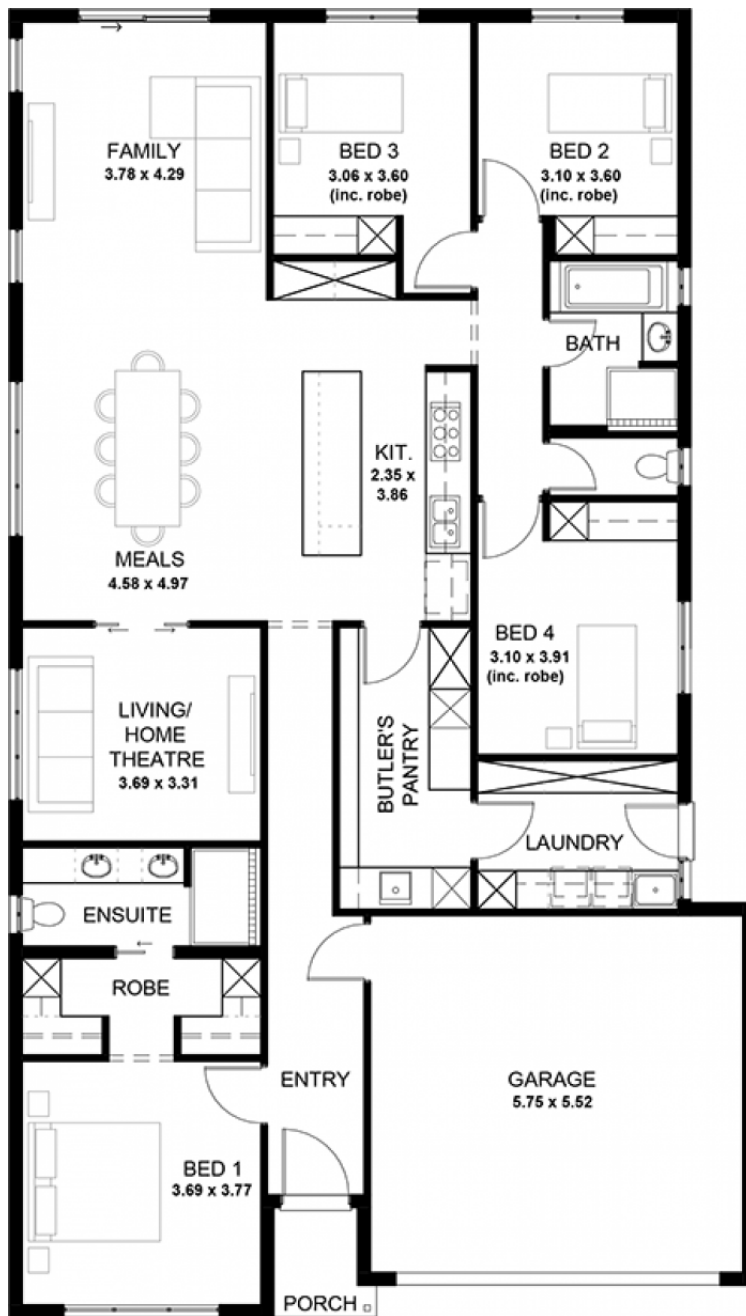 FAMILY
3.78 x 4.29
BED 3
3.06 x 3.60
(inc. robe)
BED 2
3.10 x 3.60
(inc. robe)
BATH
KIT.
2.35 x
3.86
MEALS
4.58 x 4.97
BED 4
3.10 x 3.91
(inc. robe)
LIVING/
HOME
THEATRE
3.69 x 3.31
BUTLER'S
PANTRY
LAUNDRY
ENSUITE
ROBE
ENTRY
GARAGE
5.75 x 5.52
BED 1
3.69 x 3.77
PORCH